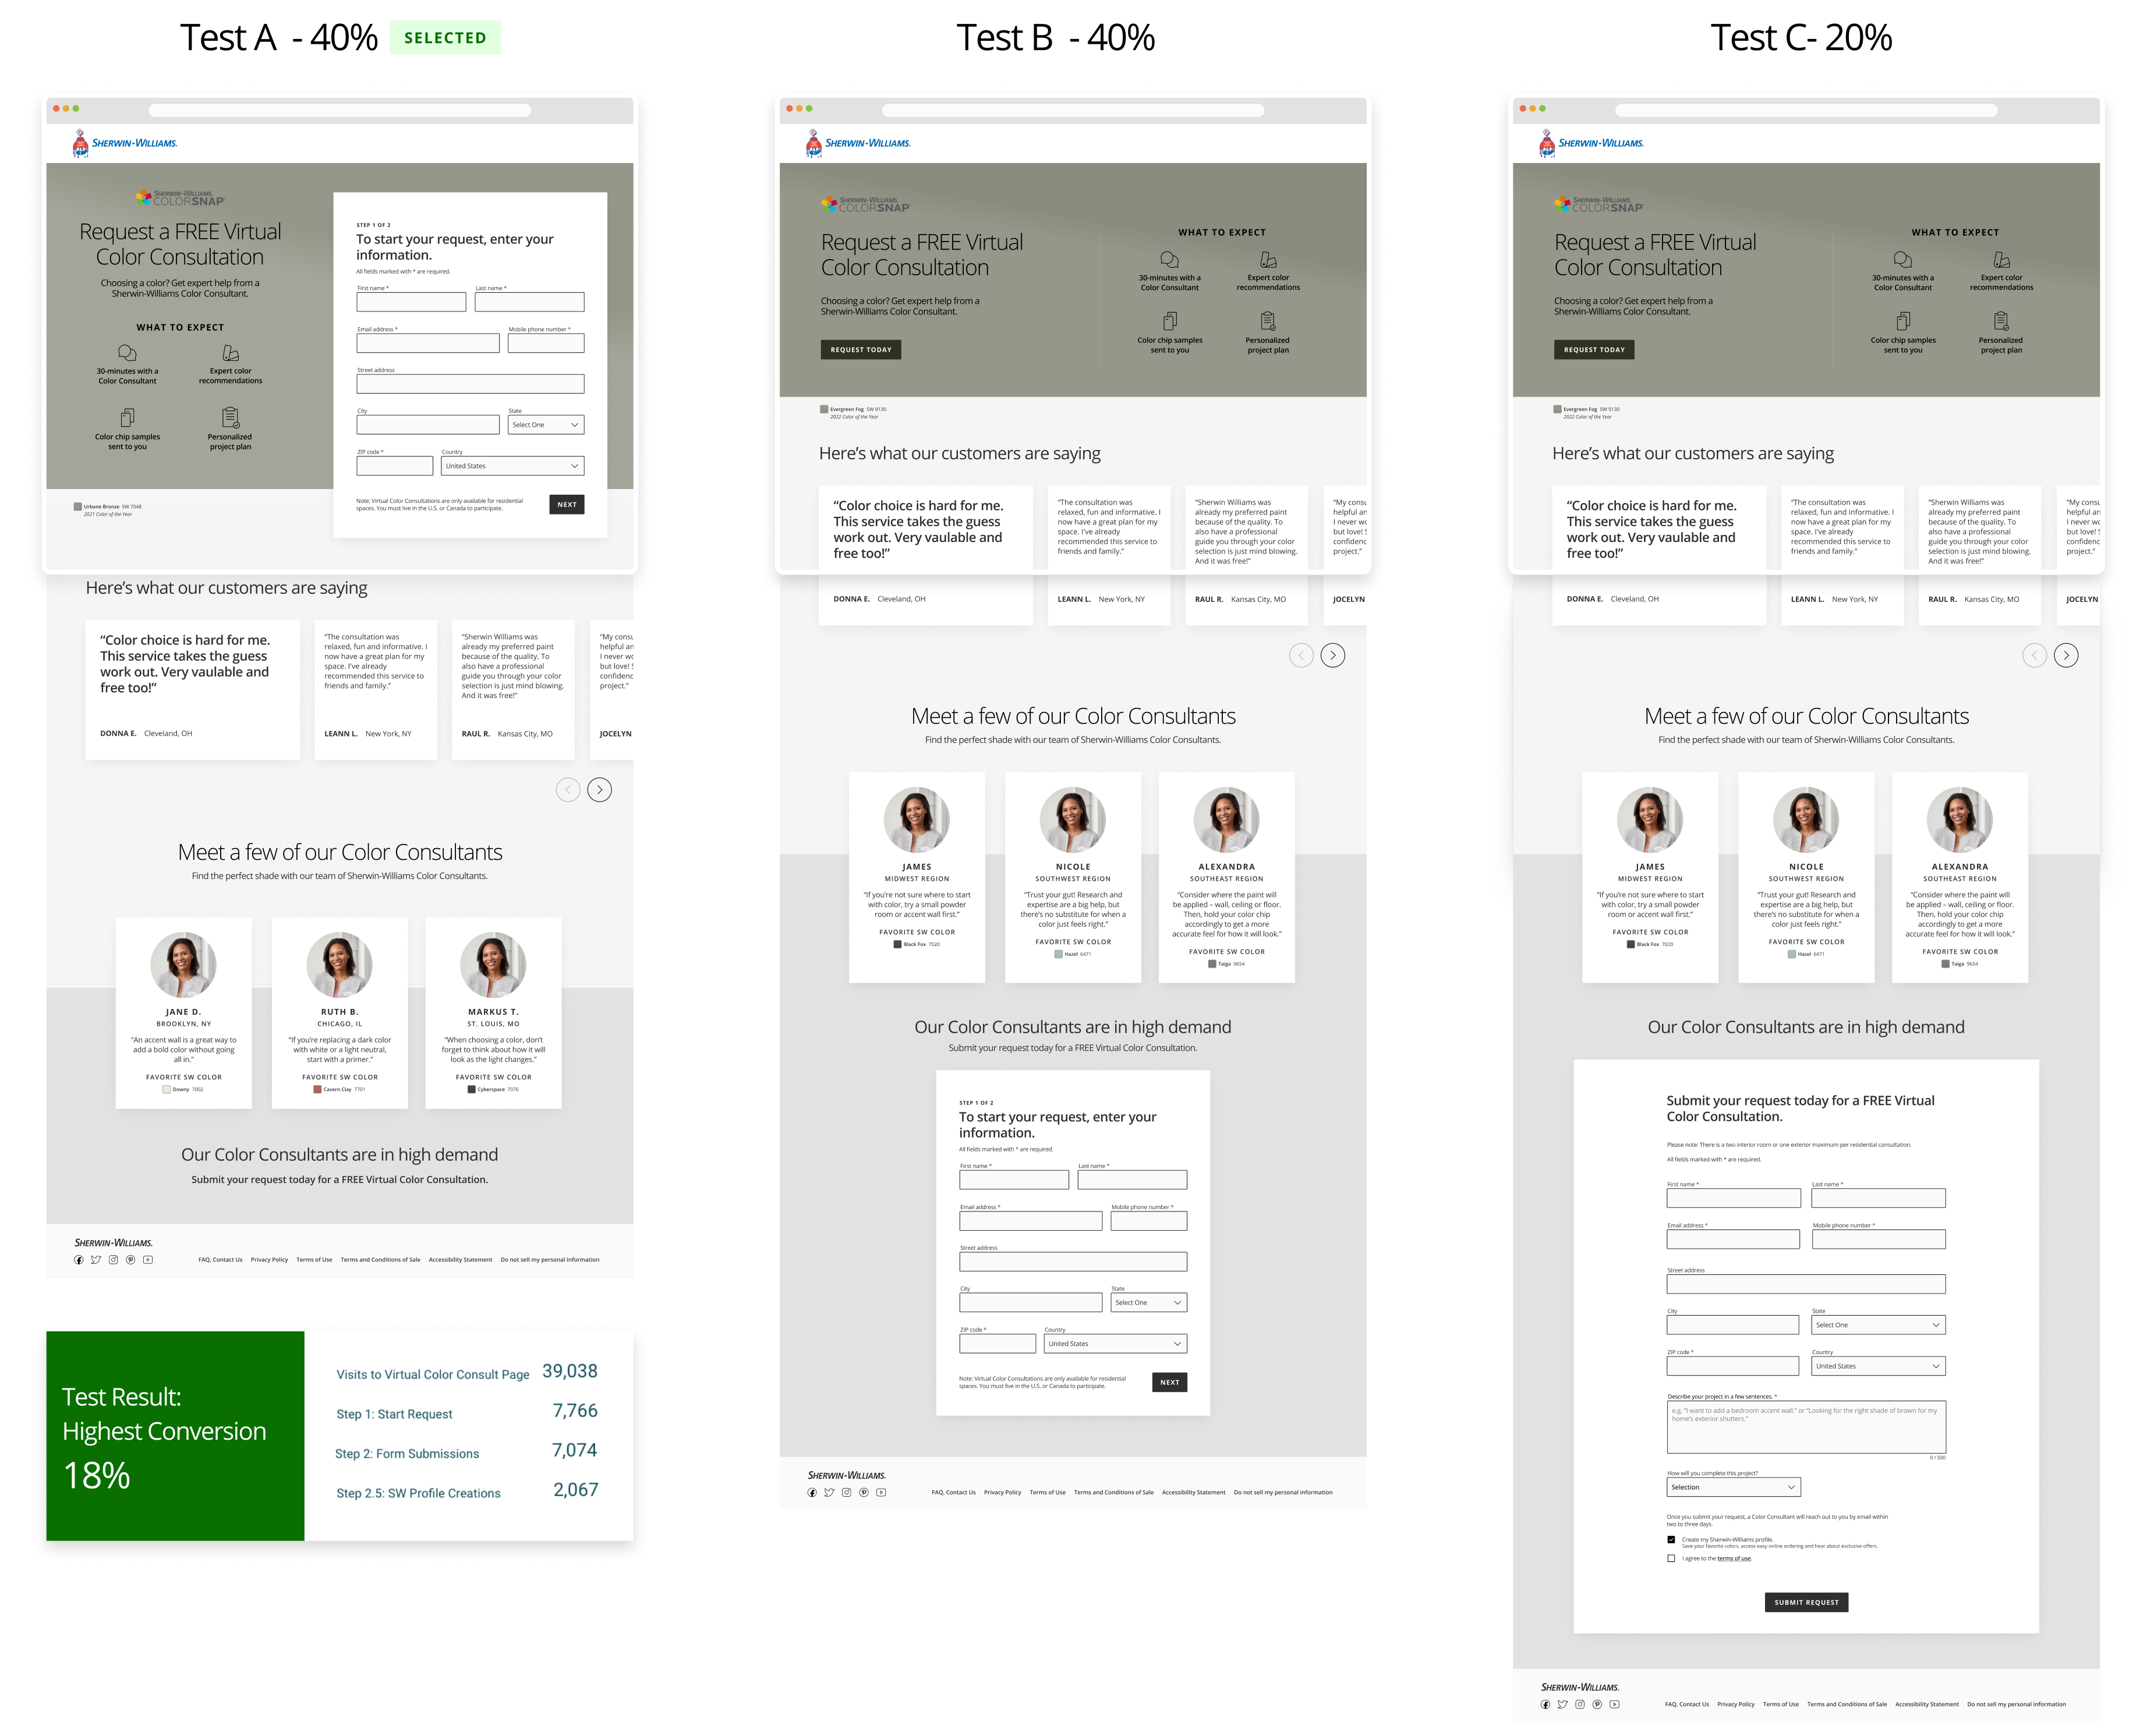 Test A - 40%
SELECTED
SHERWIN-WILLIAMS.
SHERWIN-WILLIAMS.
COLORSNAP
Request a FREE Virtual
Color Consultation
Choosing a color? Get expert help from a
Sherwin-Williams Color Consultant.
WHAT TO EXPECT
30-minutes with a
Color Consultant
Expert color
recommendations
Color chip samples
sent to you
Personalized
project plan
Urbane Bronze SW 7048
2021 Color of the Year
STEP 1 OF 2
To start your request, enter your
information.
All fields marked with * are required.
First name *
Last name *
Email address *
Mobile phone number *
Street address
City
State
Select One
ZIP code *
Country
United States
Note: Virtual Color Consultations are only available for residential
spaces. You must live in the U.S. or Canada to participate.
NEXT
Here's what our customers are saying
“Color choice is hard for me.
This service takes the guess
work out. Very vaulable and
free too!”
DONNA E. Cleveland, OH
“The consultation was
relaxed, fun and informative. I
now have a great plan for my
space. I've already
recommended this service to
friends and family.”
LEANN L. New York, NY
“Sherwin Williams was
already my preferred paint
because of the quality. To
also have a professional
guide you through your color
selection is just mind blowing.
And it was free!”
RAUL R. Kansas City, MO
“My consu
helpful an
I never wo
but love! S
confidenc
project.”
JOCELYN
Meet a few of our Color Consultants
Find the perfect shade with our team of Sherwin-Williams Color Consultants.
JANE D.
BROOKLYN, NY
“An accent wall is a great way to
add a bold color without going
all in.”
FAVORITE SW COLOR
Downy 7002
RUTH B.
CHICAGO, IL
“If you're replacing a dark color
with white or a light neutral,
start with a primer.”
FAVORITE SW COLOR
Cavern Clay 7701
MARKUS T.
ST. LOUIS, MO
“When choosing a color, don't
forget to think about how it will
look as the light changes.”
FAVORITE SW COLOR
Cyberspace 7076
Our Color Consultants are in high demand
Submit your request today for a FREE Virtual Color Consultation.
SHERWIN-WILLIAMS.
FAQ, Contact Us Privacy Policy Terms of Use Terms and Conditions of Sale Accessibility Statement Do not sell my personal information
Test Result:
Highest Conversion
18%
Visits to Virtual Color Consult Page 39,038
Step 1: Start Request 7,766
Step 2: Form Submissions 7,074
Step 2.5: SW Profile Creations 2,067
Test B - 40%
SHERWIN-WILLIAMS.
SHERWIN-WILLIAMS.
COLORSNAP
Request a FREE Virtual
Color Consultation
Choosing a color? Get expert help from a
Sherwin-Williams Color Consultant.
REQUEST TODAY
WHAT TO EXPECT
30-minutes with a
Color Consultant
Expert color
recommendations
Color chip samples
sent to you
Personalized
project plan
Evergreen Fog SW 9130
2022 Color of the Year
Here's what our customers are saying
“Color choice is hard for me.
This service takes the guess
work out. Very vaulable and
free too!”
DONNA E. Cleveland, OH
“The consultation was
relaxed, fun and informative. I
now have a great plan for my
space. I've already
recommended this service to
friends and family.”
LEANN L. New York, NY
“Sherwin Williams was
already my preferred paint
because of the quality. To
also have a professional
guide you through your color
selection is just mind blowing.
And it was free!”
RAUL R. Kansas City, MO
“My consu
helpful an
I never wo
but love! S
confidenc
project.”
JOCELYN
Meet a few of our Color Consultants
Find the perfect shade with our team of Sherwin-Williams Color Consultants.
JAMES
MIDWEST REGION
“If you're not sure where to start
with color, try a small powder
room or accent wall first.”
FAVORITE SW COLOR
Black Fox 7020
NICOLE
SOUTHWEST REGION
“Trust your gut! Research and
expertise are a big help, but
there's no substitute for when a
color just feels right.”
FAVORITE SW COLOR
Hazel 6471
ALEXANDRA
SOUTHEAST REGION
“Consider where the paint will
be applied – wall, ceiling or floor.
Then, hold your color chip
accordingly to get a more
accurate feel for how it will look.”
FAVORITE SW COLOR
Taiga 9654
Our Color Consultants are in high demand
Submit your request today for a FREE Virtual Color Consultation.
STEP 1 OF 2
To start your request, enter your
information.
All fields marked with * are required.
First name *
Last name *
Email address *
Mobile phone number *
Street address
City
State
Select One
ZIP code *
Country
United States
Note: Virtual Color Consultations are only available for residential
spaces. You must live in the U.S. or Canada to participate.
NEXT
SHERWIN-WILLIAMS.
FAQ, Contact Us Privacy Policy Terms of Use Terms and Conditions of Sale Accessibility Statement Do not sell my personal information
Test C- 20%
SHERWIN-WILLIAMS.
SHERWIN-WILLIAMS.
COLORSNAP
Request a FREE Virtual
Color Consultation
Choosing a color? Get expert help from a
Sherwin-Williams Color Consultant.
REQUEST TODAY
WHAT TO EXPECT
30-minutes with a
Color Consultant
Expert color
recommendations
Color chip samples
sent to you
Personalized
project plan
Evergreen Fog SW 9130
2022 Color of the Year
Here's what our customers are saying
“Color choice is hard for me.
This service takes the guess
work out. Very vaulable and
free too!”
DONNA E. Cleveland, OH
“The consultation was
relaxed, fun and informative. I
now have a great plan for my
space. I've already
recommended this service to
friends and family.”
LEANN L. New York, NY
“Sherwin Williams was
already my preferred paint
because of the quality. To
also have a professional
guide you through your color
selection is just mind blowing.
And it was free!”
RAUL R. Kansas City, MO
“My consu
helpful an
I never wo
but love! S
confidenc
project.”
JOCELYN
Meet a few of our Color Consultants
Find the perfect shade with our team of Sherwin-Williams Color Consultants.
JAMES
MIDWEST REGION
“If you're not sure where to start
with color, try a small powder
room or accent wall first.”
FAVORITE SW COLOR
Black Fox 7020
NICOLE
SOUTHWEST REGION
“Trust your gut! Research and
expertise are a big help, but
there's no substitute for when a
color just feels right.”
FAVORITE SW COLOR
Hazel 6471
ALEXANDRA
SOUTHEAST REGION
“Consider where the paint will
be applied – wall, ceiling or floor.
Then, hold your color chip
accordingly to get a more
accurate feel for how it will look.”
FAVORITE SW COLOR
Taiga 9654
Our Color Consultants are in high demand
Submit your request today for a FREE Virtual
Color Consultation.
Please note: There is a two interior room or one exterior maximum per residential consultation.
All fields marked with * are required.
First name *
Last name *
Email address *
Mobile phone number *
Street address
City
State
Select One
ZIP code *
Country
United States
Describe your project in a few sentences. *
e.g. “I want to add a bedroom accent wall.” or “Looking for the right shade of brown for my
home's exterior shutters.”
0 / 500
How will you complete this project?
Selection
Once you submit your request, a Color Consultant will reach out to you by email within
two to three days.
Create my Sherwin-Williams profile.
Save your favorite colors, access easy online ordering and hear about exclusive offers.
I agree to the terms of use.
SUBMIT REQUEST
SHERWIN-WILLIAMS.
FAQ, Contact Us Privacy Policy Terms of Use Terms and Conditions of Sale Accessibility Statement Do not sell my personal information